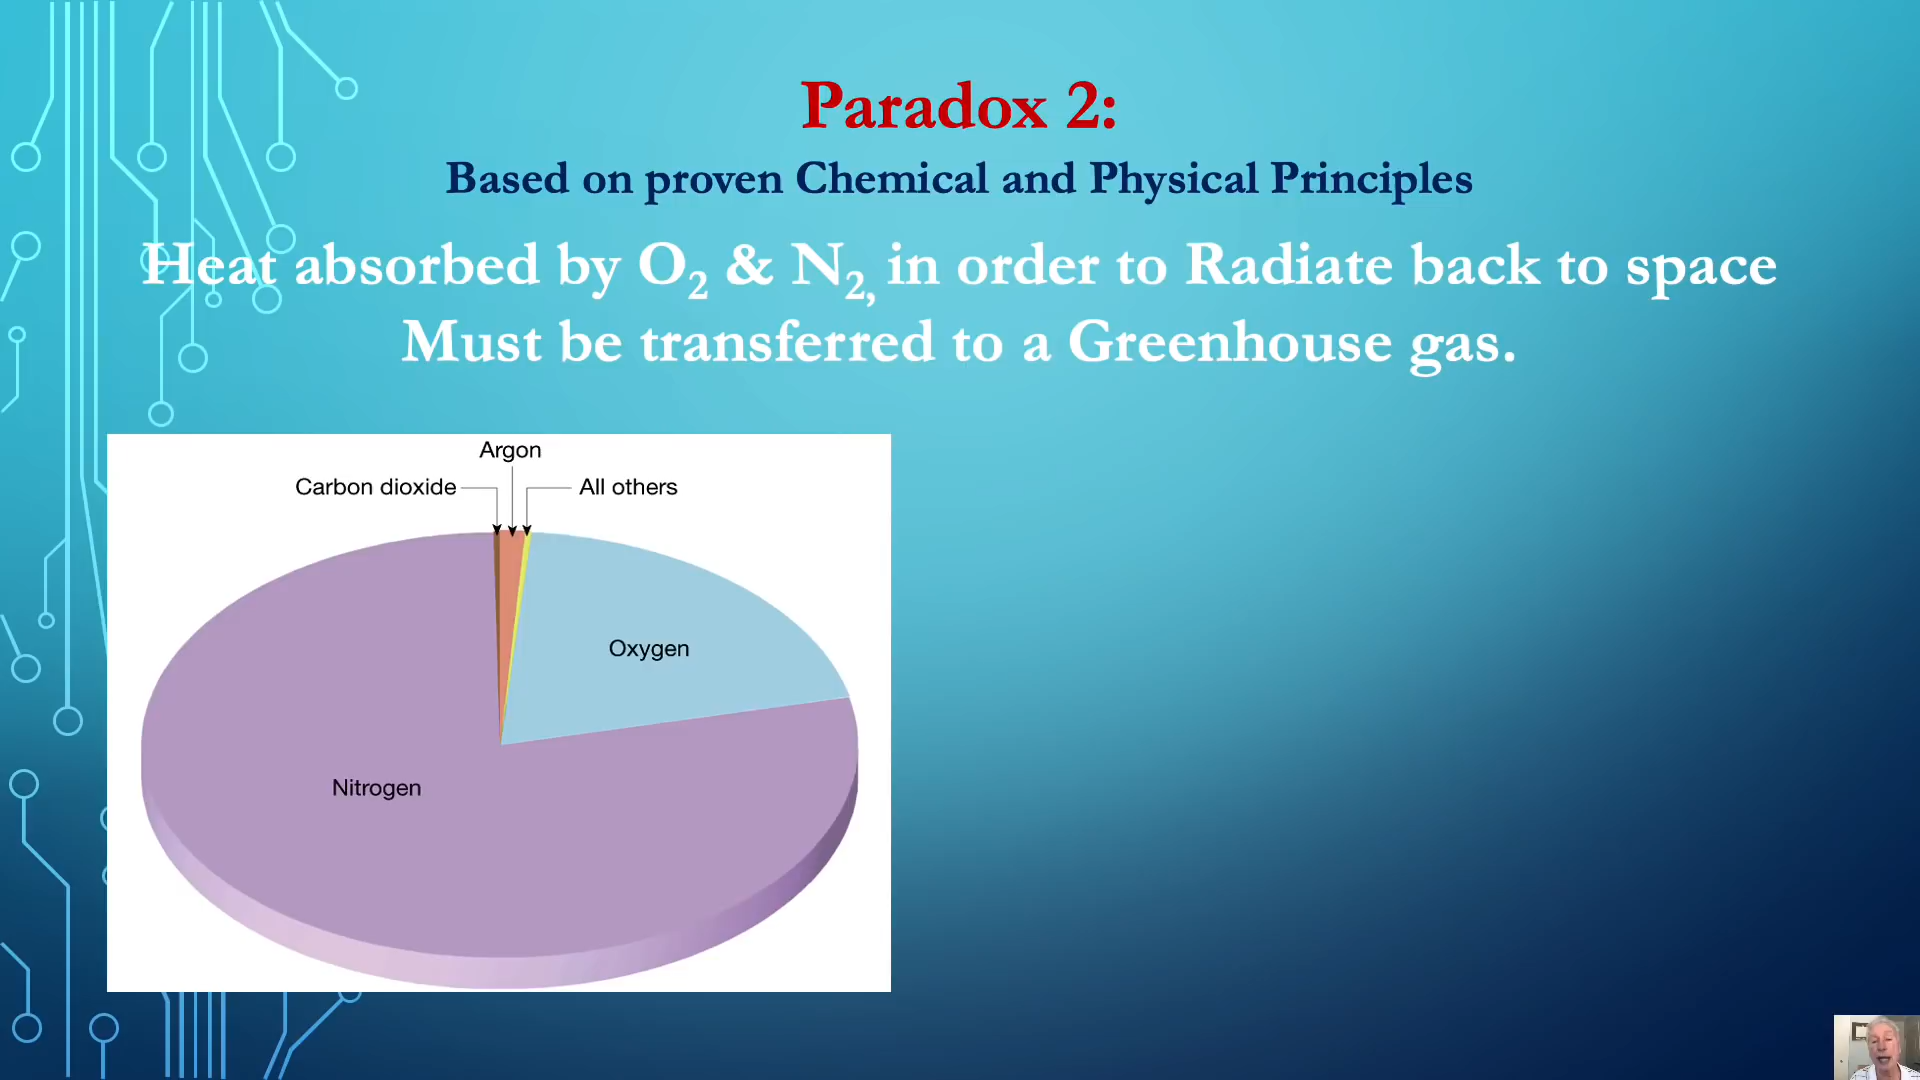 Paradox 2:
Based on proven Chemical and Physical Principles
Heat absorbed by O₂ & N₂, in order to Radiate back to space
Must be transferred to a Greenhouse gas.
Argon
Carbon dioxide
All others
Oxygen
Nitrogen